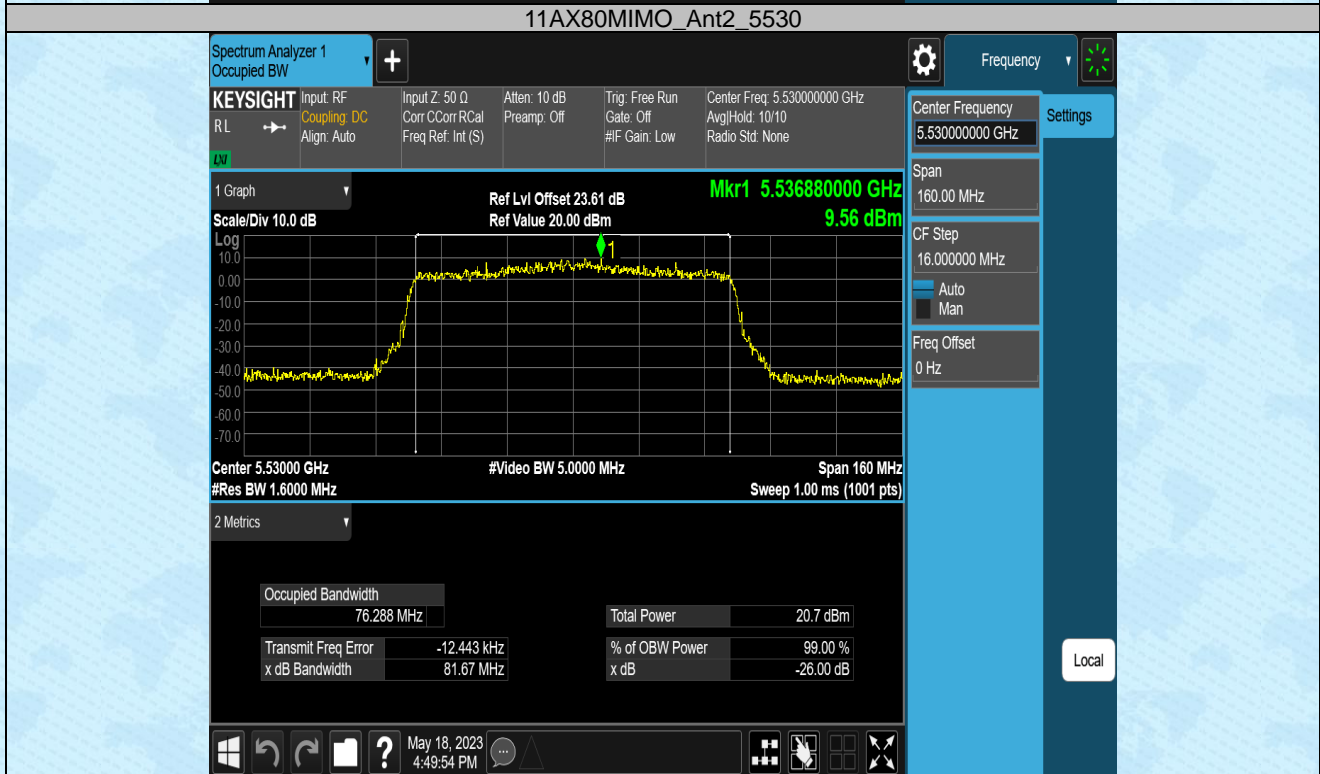 11AX80MIMO_Ant2_5530
Spectrum Analyzer 1
Occupied BW
+
Frequency
KEYSIGHT
R L
LXI
Input: RF
Coupling: DC
Align: Auto
Input Z: 50 Ω
Corr CCorr RCal
Freq Ref: Int (S)
Atten: 10 dB
Preamp: Off
Trig: Free Run
Gate: Off
#IF Gain: Low
Center Freq: 5.530000000 GHz
Avg|Hold: 10/10
Radio Std: None
Center Frequency
5.530000000 GHz
Settings
Span
160.00 MHz
CF Step
16.000000 MHz
Auto
Man
Freq Offset
0 Hz
1 Graph
Scale/Div 10.0 dB
Ref Lvl Offset 23.61 dB
Ref Value 20.00 dBm
Mkr1 5.536880000 GHz
9.56 dBm
Log
1
10.0
0.00
-10.0
-20.0
-30.0
-40.0
-50.0
-60.0
-70.0
Center 5.53000 GHz
#Video BW 5.0000 MHz
Span 160 MHz
#Res BW 1.6000 MHz
Sweep 1.00 ms (1001 pts)
2 Metrics
Occupied Bandwidth
76.288 MHz
Total Power 20.7 dBm
Transmit Freq Error -12.443 kHz
% of OBW Power 99.00 %
x dB Bandwidth 81.67 MHz
x dB -26.00 dB
Local
?
May 18, 2023
4:49:54 PM